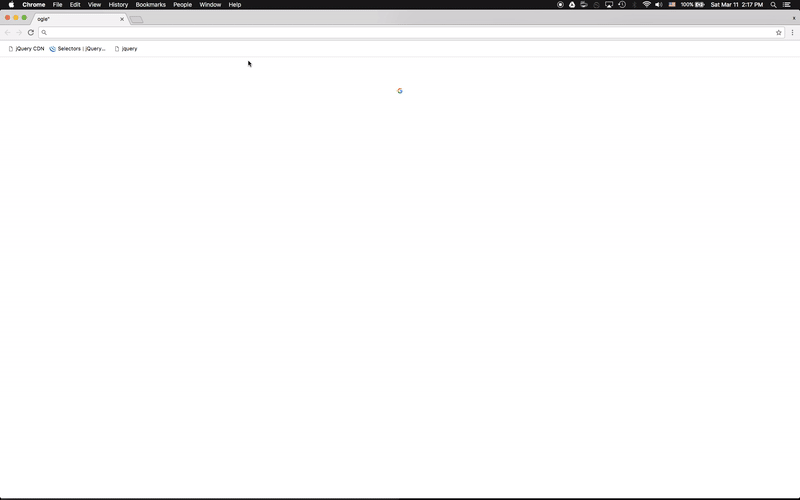 Chrome File Edit View History Bookmarks People Window Help 100% Sat Mar 11 2:17 PM
ogle"
jQuery CDN Selectors | jQuery... jquery